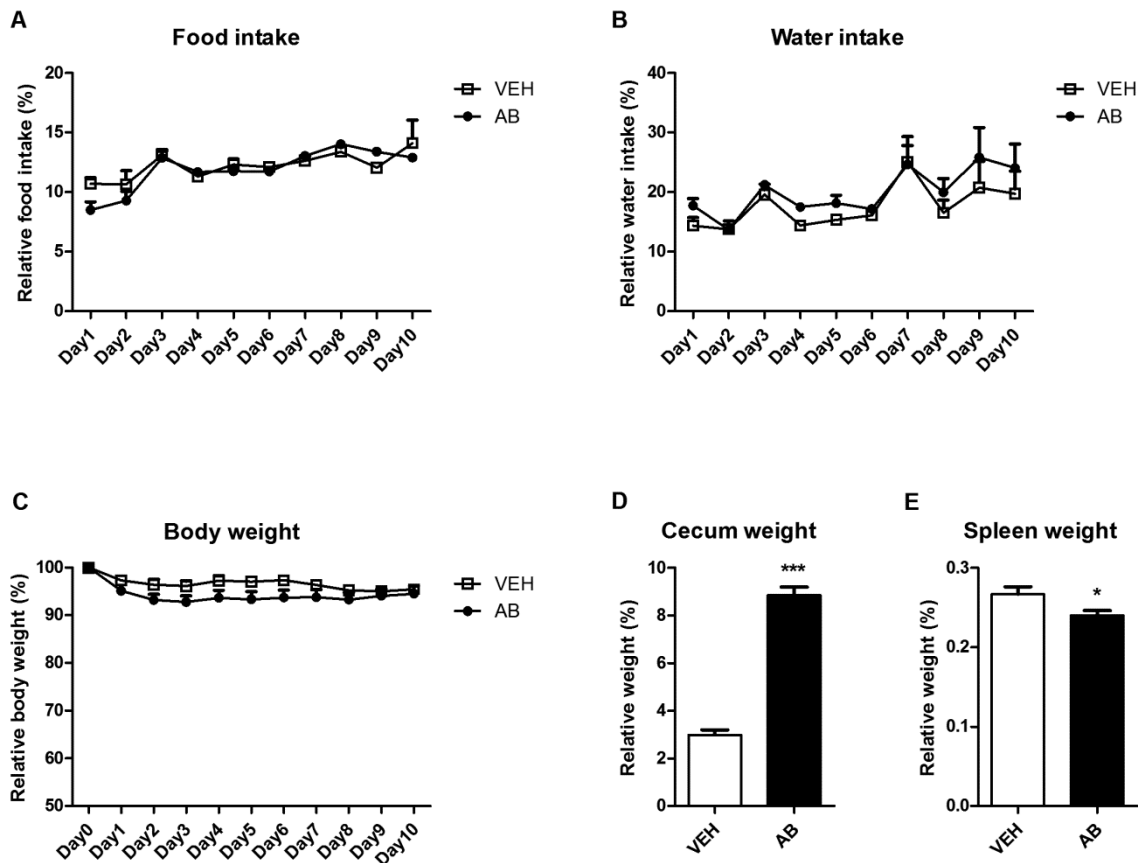 A
Food intake
Relative food intake (%)
20
15
10
5
0
Day1
Day2
Day3
Day4
Day5
Day6
Day7
Day8
Day9
Day10
VEH
AB
B
Water intake
Relative water intake (%)
40
30
20
10
0
Day1
Day2
Day3
Day4
Day5
Day6
Day7
Day8
Day9
Day10
VEH
AB
C
Body weight
Relative body weight (%)
100
90
80
70
60
50
Day0
Day1
Day2
Day3
Day4
Day5
Day6
Day7
Day8
Day9
Day10
VEH
AB
D
Cecum weight
Relative weight (%)
10
8
6
4
2
0
***
VEH
AB
E
Spleen weight
Relative weight (%)
0.3
0.2
0.1
0.0
*
VEH
AB